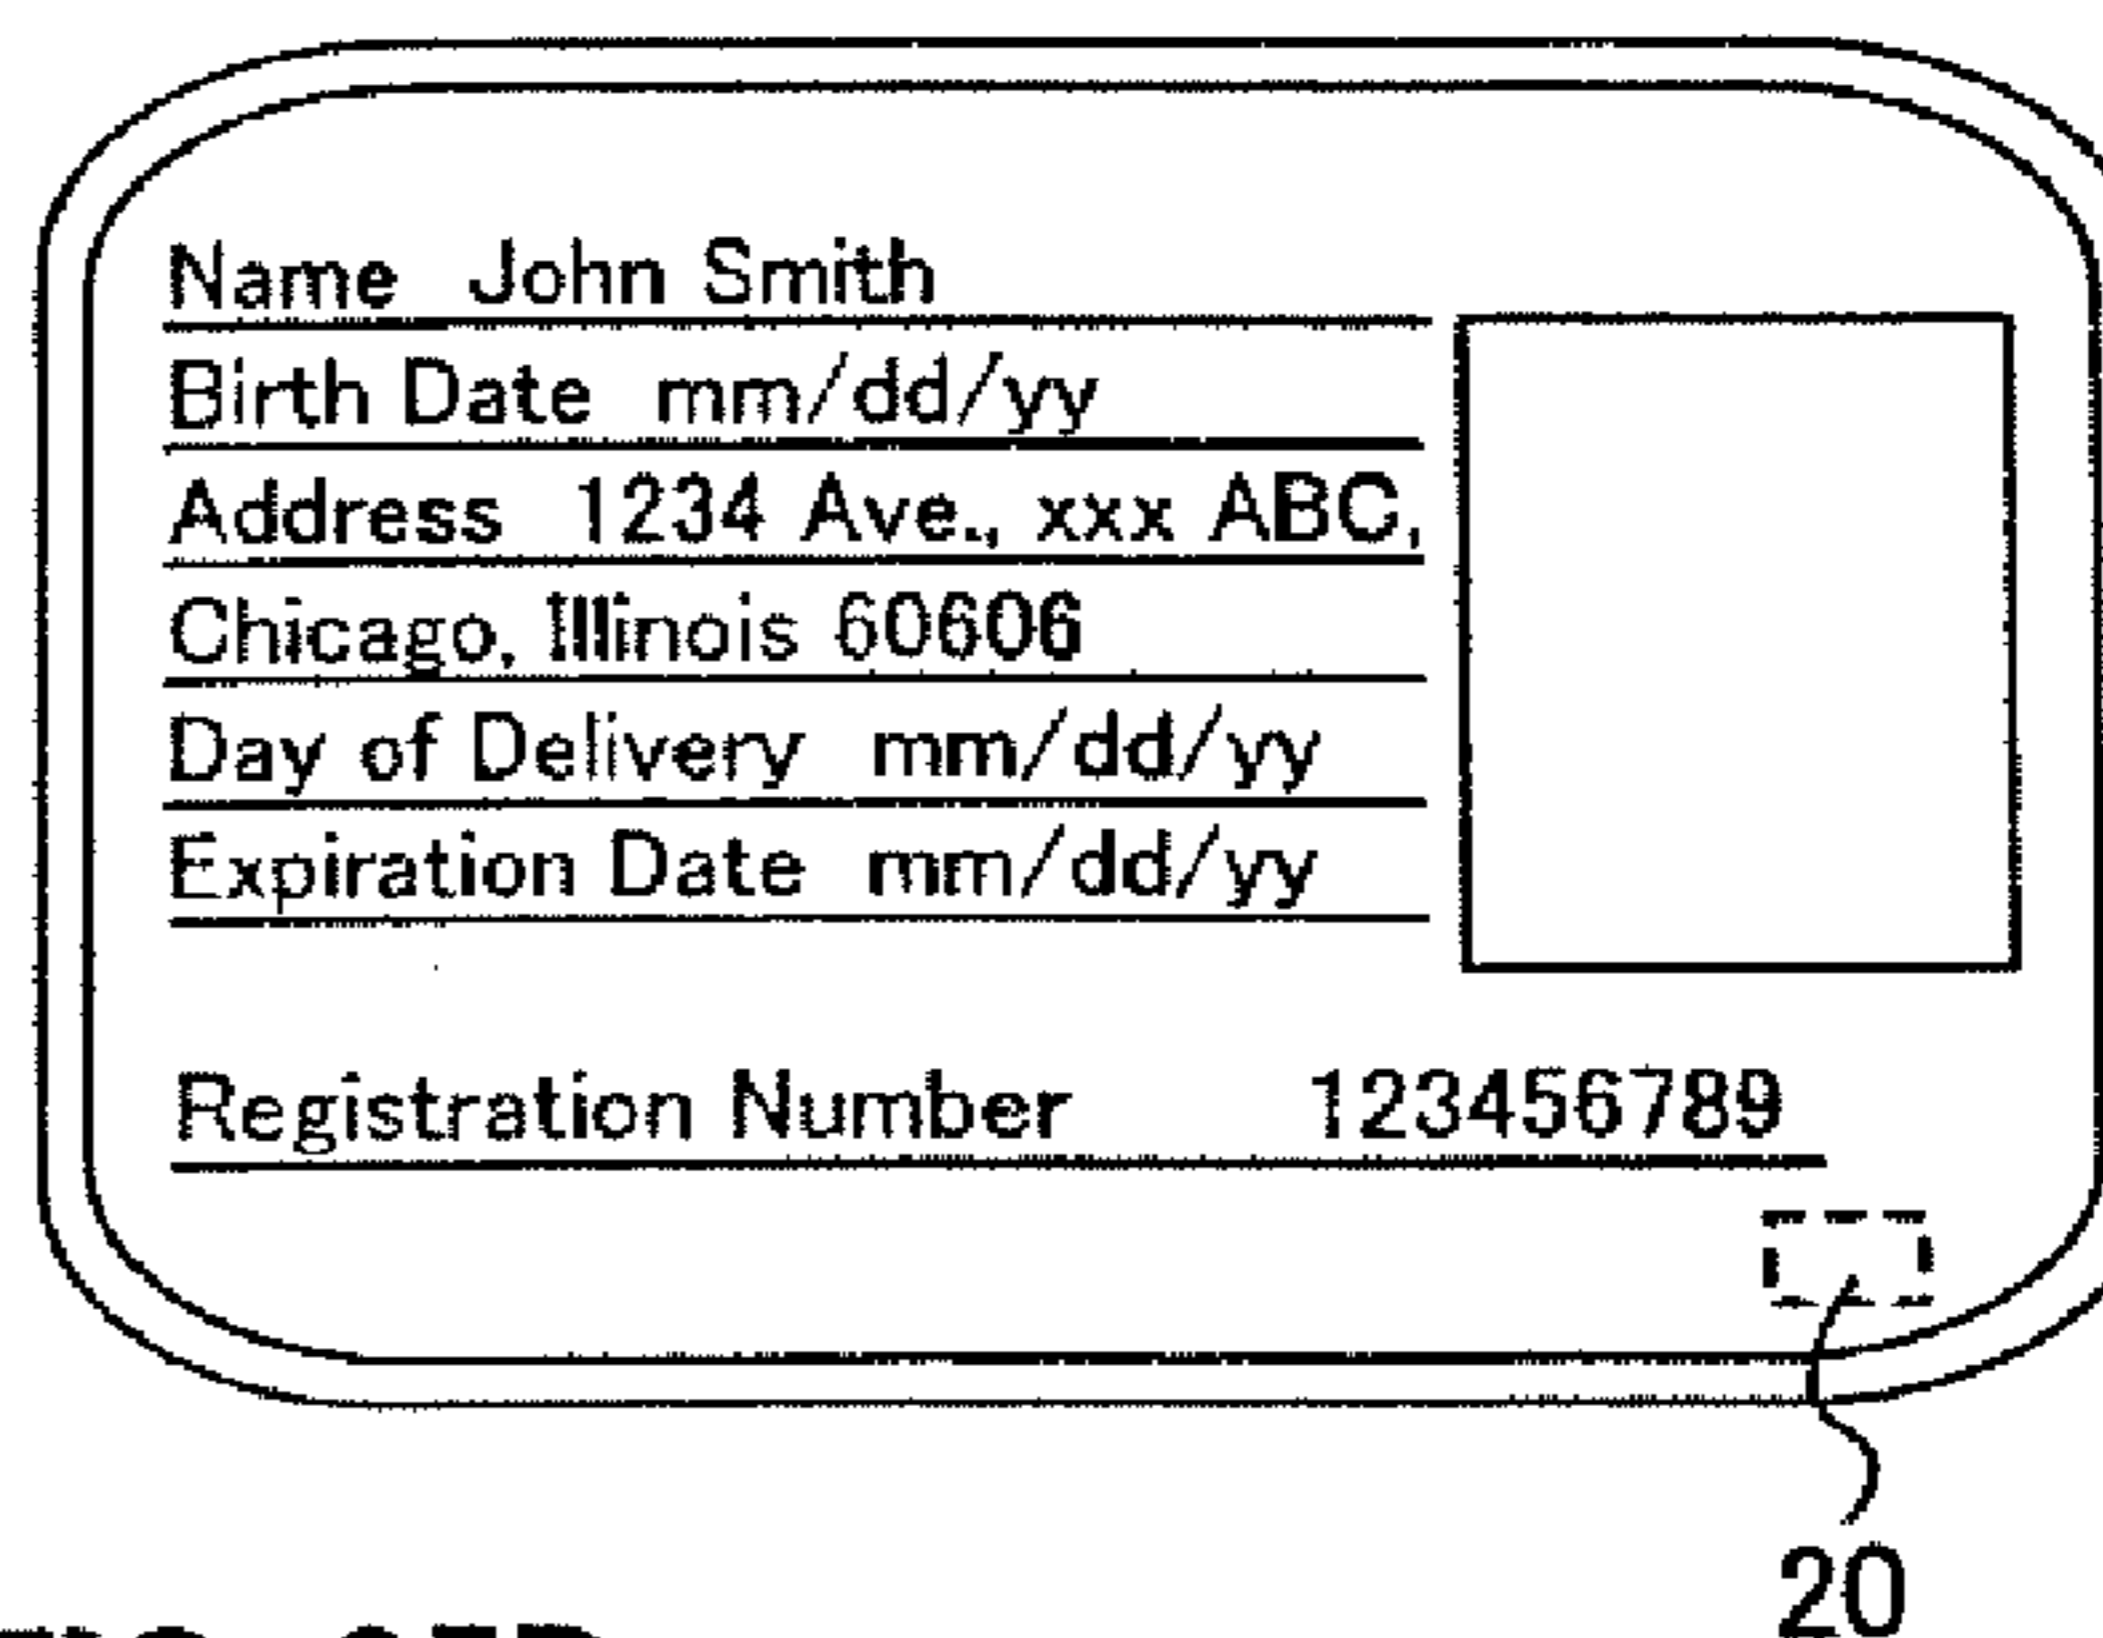 Name John Smith
Birth Date mm/dd/yy
Address 1234 Ave., xxx ABC,
Chicago, Illinois 60606
Day of Delivery mm/dd/yy
Expiration Date mm/dd/yy
Registration Number 123456789
20